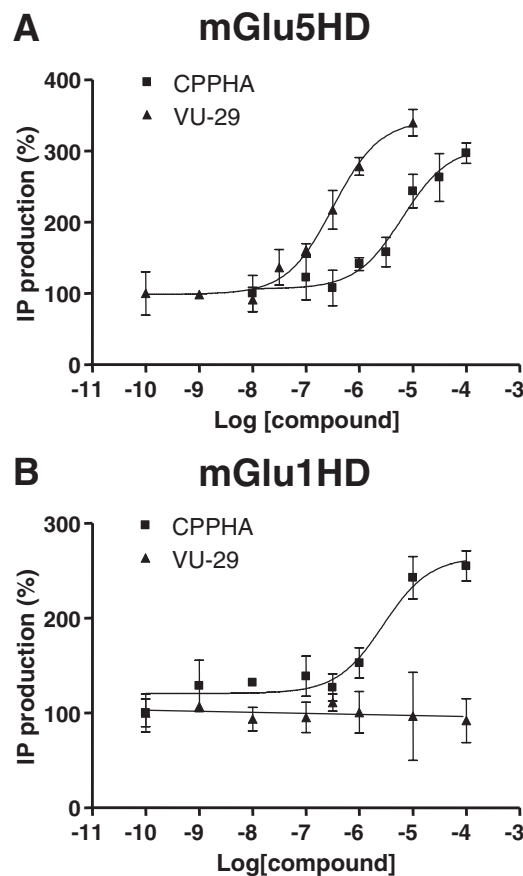 A mGlu5HD
CPPHA
VU-29
IP production (%)
400
300
200
100
0
-11 -10 -9 -8 -7 -6 -5 -4 -3
Log [compound]
B mGlu1HD
CPPHA
VU-29
IP production (%)
300
200
100
0
-11 -10 -9 -8 -7 -6 -5 -4 -3
Log[compound]